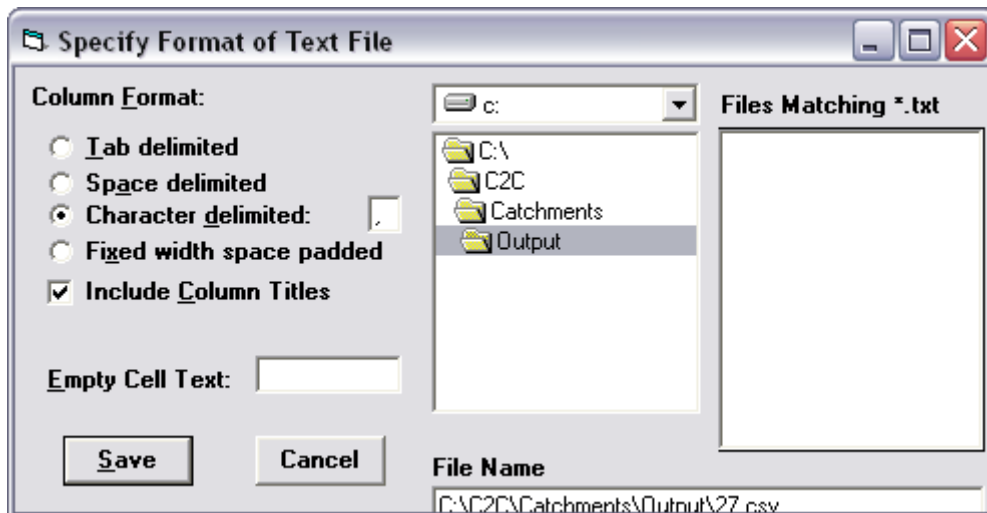 Specify Format of Text File
Column Format:
Tab delimited
Space delimited
Character delimited: ,
Fixed width space padded
Include Column Titles
Empty Cell Text:
Save
Cancel
c:
C:\
C2C
Catchments
Output
Files Matching *.txt
File Name
C:\C2C\Catchments\Output\27.csv